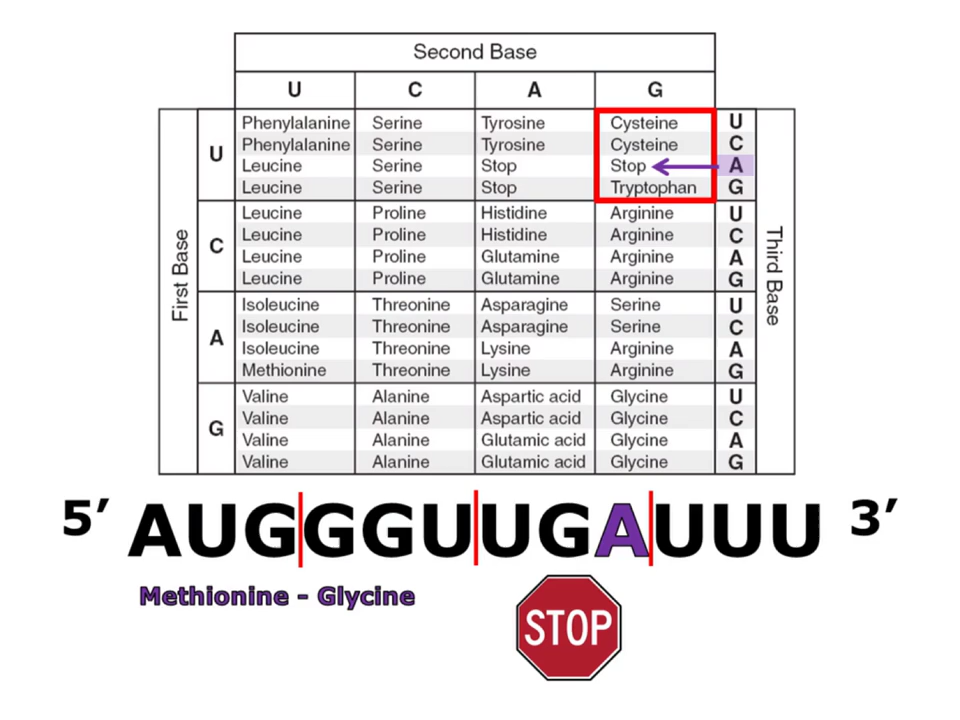 Second Base
U C A G
First Base
U
Phenylalanine Serine Tyrosine Cysteine U
Phenylalanine Serine Tyrosine Cysteine C
Leucine Serine Stop Stop A
Leucine Serine Stop Tryptophan G
C
Leucine Proline Histidine Arginine U
Leucine Proline Histidine Arginine C
Leucine Proline Glutamine Arginine A
Leucine Proline Glutamine Arginine G
A
Isoleucine Threonine Asparagine Serine U
Isoleucine Threonine Asparagine Serine C
Isoleucine Threonine Lysine Arginine A
Methionine Threonine Lysine Arginine G
G
Valine Alanine Aspartic acid Glycine U
Valine Alanine Aspartic acid Glycine C
Valine Alanine Glutamic acid Glycine A
Valine Alanine Glutamic acid Glycine G
Third Base
5’ AUG|GGU|UGA|UUU 3’
Methionine - Glycine
STOP